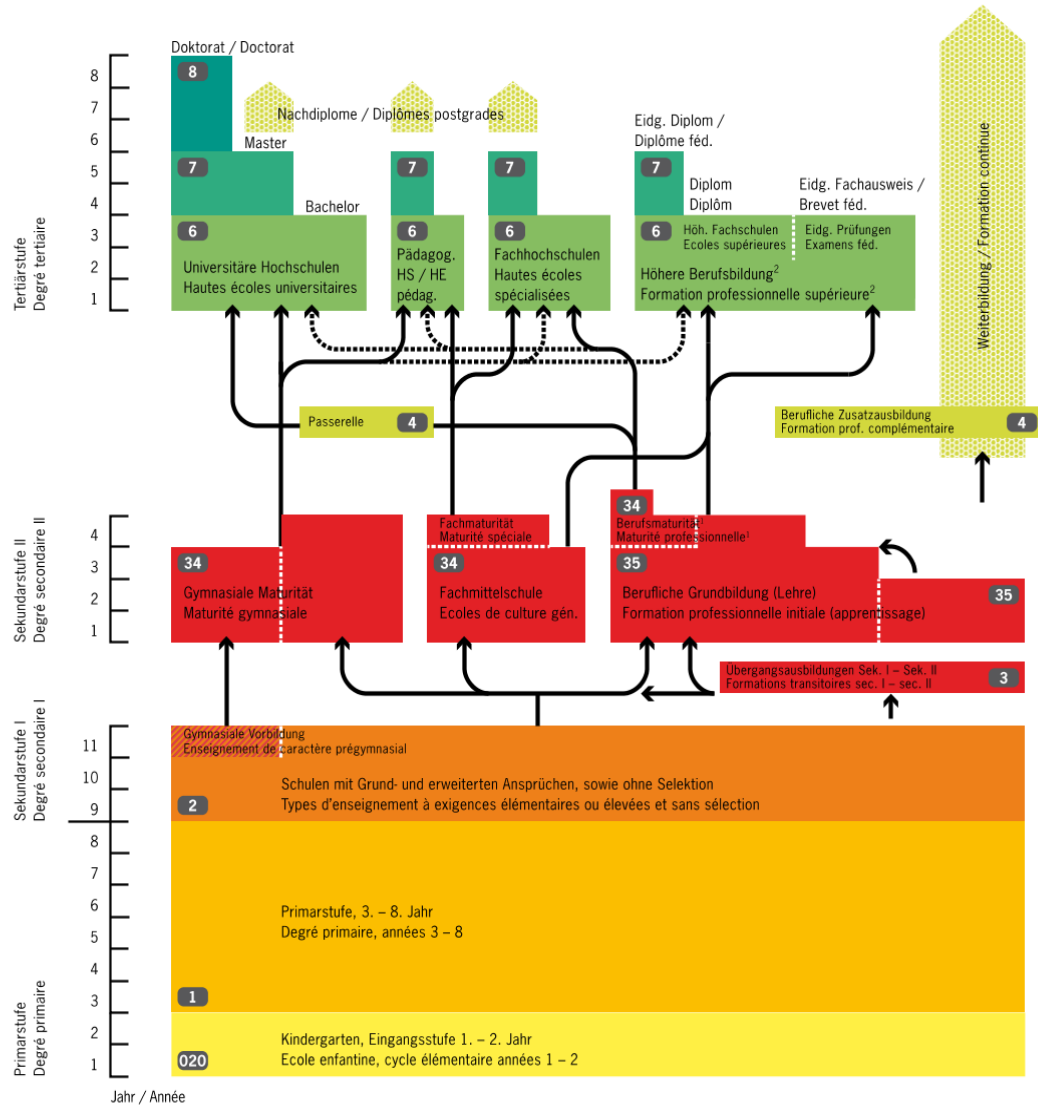 Doktorat / Doctorat
8
8
7
Nachdiplome / Diplômes postgrades
6
Master
Eidg. Diplom /
Diplôme féd.
5
7
7
7
7
Diplom
Diplôm
Eidg. Fachausweis /
Brevet féd.
4
Bachelor
3
6
6
6
6
Höh. Fachschulen
Ecoles supérieures
Eidg. Prüfungen
Examens féd.
2
1
Universitäre Hochschulen
Hautes écoles universitaires
Pädagog.
HS / HE
pédag.
Fachhochschulen
Hautes écoles
spécialisées
Höhere Berufsbildung²
Formation professionnelle supérieure²
Tertiärstufe
Degré tertiaire
Weiterbildung / Formation continue
Passerelle
4
Berufliche Zusatzausbildung
Formation prof. complémentaire
4
Sekundarstufe II
Degré secondaire II
4
3
2
1
34
Gymnasiale Maturität
Maturité gymnasiale
Fachmaturität
Maturité spéciale
34
Fachmittelschule
Ecoles de culture gén.
34
Berufsmaturität¹
Maturité professionnelle¹
35
Berufliche Grundbildung (Lehre)
Formation professionnelle initiale (apprentissage)
35
Übergangsausbildungen Sek. I – Sek. II
Formations transitoires sec. I – sec. II
3
Sekundarstufe I
Degré secondaire I
11
10
9
Gymnasiale Vorbildung
Enseignement de caractère prégymnasial
2
Schulen mit Grund- und erweiterten Ansprüchen, sowie ohne Selektion
Types d’enseignement à exigences élémentaires ou élevées et sans sélection
8
7
6
5
4
3
2
1
Primarstufe, 3. – 8. Jahr
Degré primaire, années 3 – 8
1
Primarstufe
Degré primaire
Kindergarten, Eingangsstufe 1. – 2. Jahr
Ecole enfantine, cycle élémentaire années 1 – 2
020
Jahr / Année